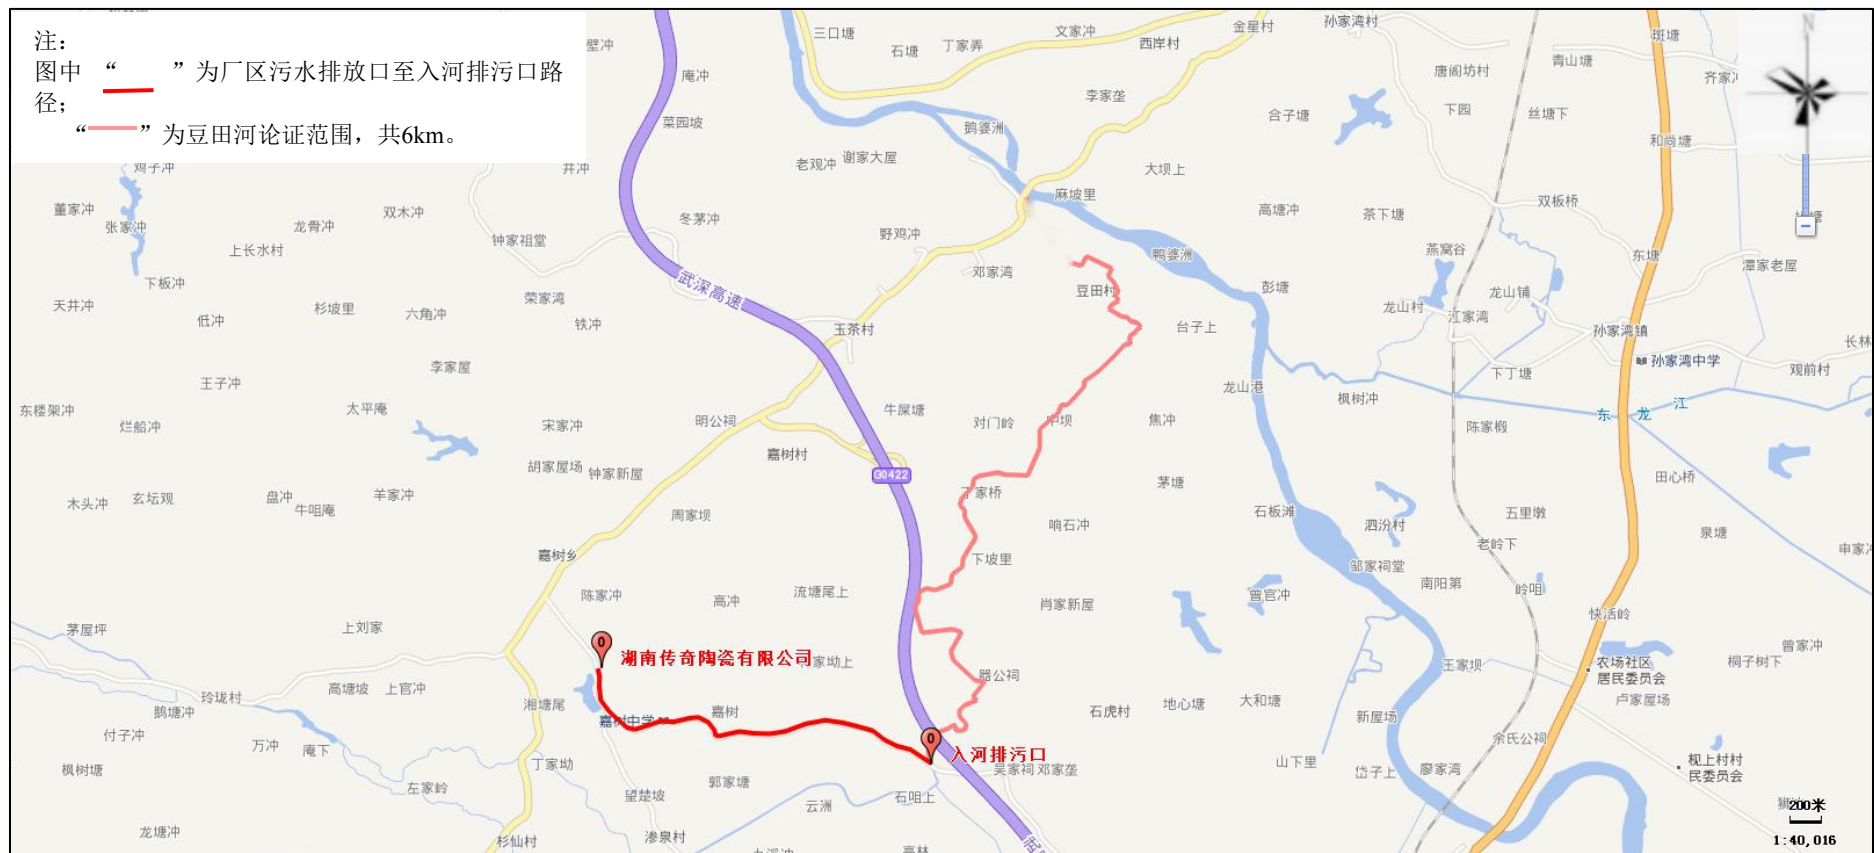 注：
图中 “ ” 为厂区污水排放口至入河排污口路
径；
“ ” 为豆田河论证范围，共6km。
N
三口塘
石塘
丁家弄
文家冲
西岸村
金星村
孙家湾村
斑塘
青山塘
唐阁坊村
庵冲
李家垄
下园
丝塘下
合子塘
菜园坡
鹅婆洲
和尚塘
老观冲
谢家大屋
大坝上
井冲
鸡子冲
麻坡里
双板桥
董家冲
张家冲
双木冲
龙骨冲
冬茅冲
高塘冲
茶下塘
钟家祖堂
野鸡冲
上长水村
燕窝谷
东塘
鸭婆洲
潭家老屋
下板冲
邓家湾
豆田村
彭塘
龙山铺
武深高速
荣家湾
天井冲
杉坡里
六角冲
低冲
铁冲
玉茶村
台子上
龙山村
江家湾
孙家湾镇
孙家湾中学
长林
观前村
李家屋
王子冲
下丁塘
龙山港
枫树冲
东楼架冲
太平庵
烂船冲
宋家冲
明公祠
牛屎塘
对门岭
中坝
焦冲
东 龙 江
陈家椴
嘉树村
胡家屋场
钟家新屋
G0422
田心桥
木头冲
玄坛观
盘冲
羊家冲
牛咀庵
周家坝
丁家桥
茅塘
响石冲
石板滩
泗汾村
五里墩
泉塘
老岭下
嘉树乡
下坡里
邹家祠堂
南阳第
岭咀
陈家冲
高冲
流塘尾上
肖家新屋
曾官冲
快活岭
茅屋坪
上刘家
曾家冲
0
湖南传奇陶瓷有限公司
家坳上
器公祠
王家坝
农场社区
居民委员会
桐子树下
卢家屋场
玲珑村
高塘坡
上官冲
鹅塘冲
湘塘尾
嘉树中学
嘉树
石虎村
地心塘
大和塘
新屋场
付子冲
万冲
庵下
0
入河排污口
余氏公祠
枫树塘
丁家坳
吴家祠
邓家垄
山下里
岱子上
廖家湾
枧上村村
民委员会
左家岭
望楚坡
郭家塘
云洲
石咀上
200米
龙塘冲
杉仙村
渗泉村
1:40,016